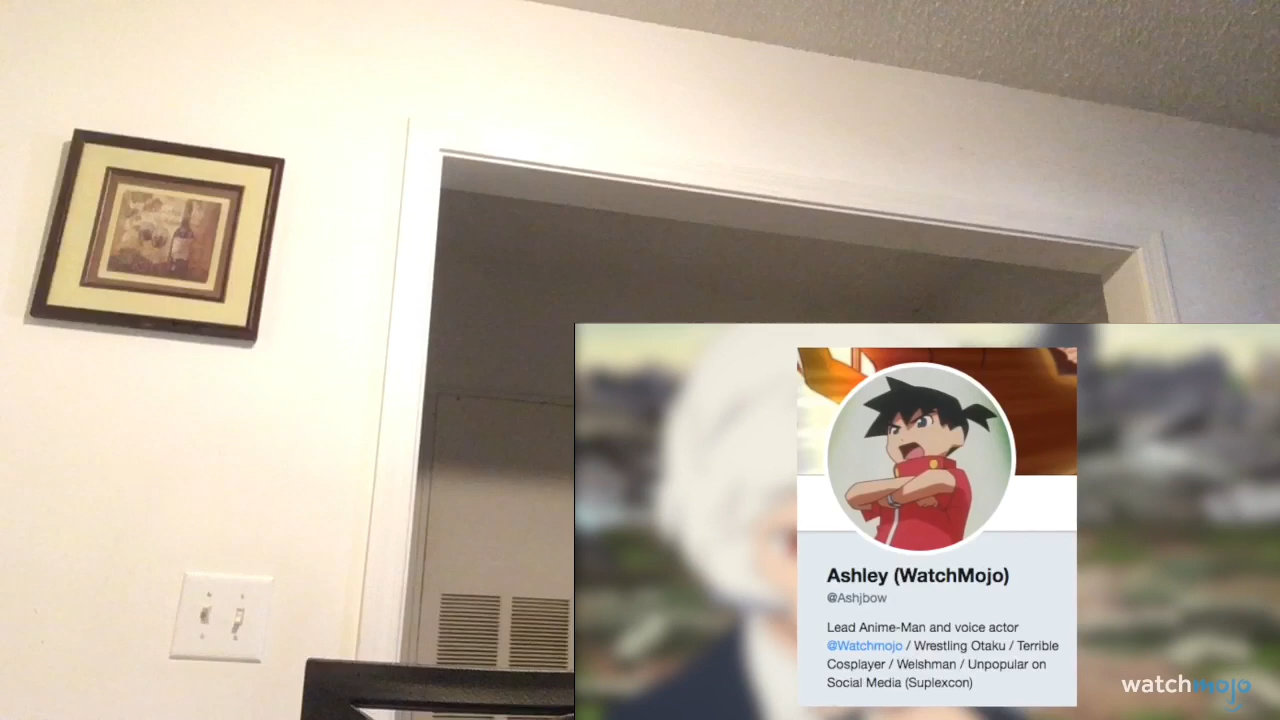 Ashley (WatchMojo)
@Ashjbow
Lead Anime-Man and voice actor
@Watchmojo / Wrestling Otaku / Terrible
Cosplayer / Welshman / Unpopular on
Social Media (Suplexcon)
watchmojo